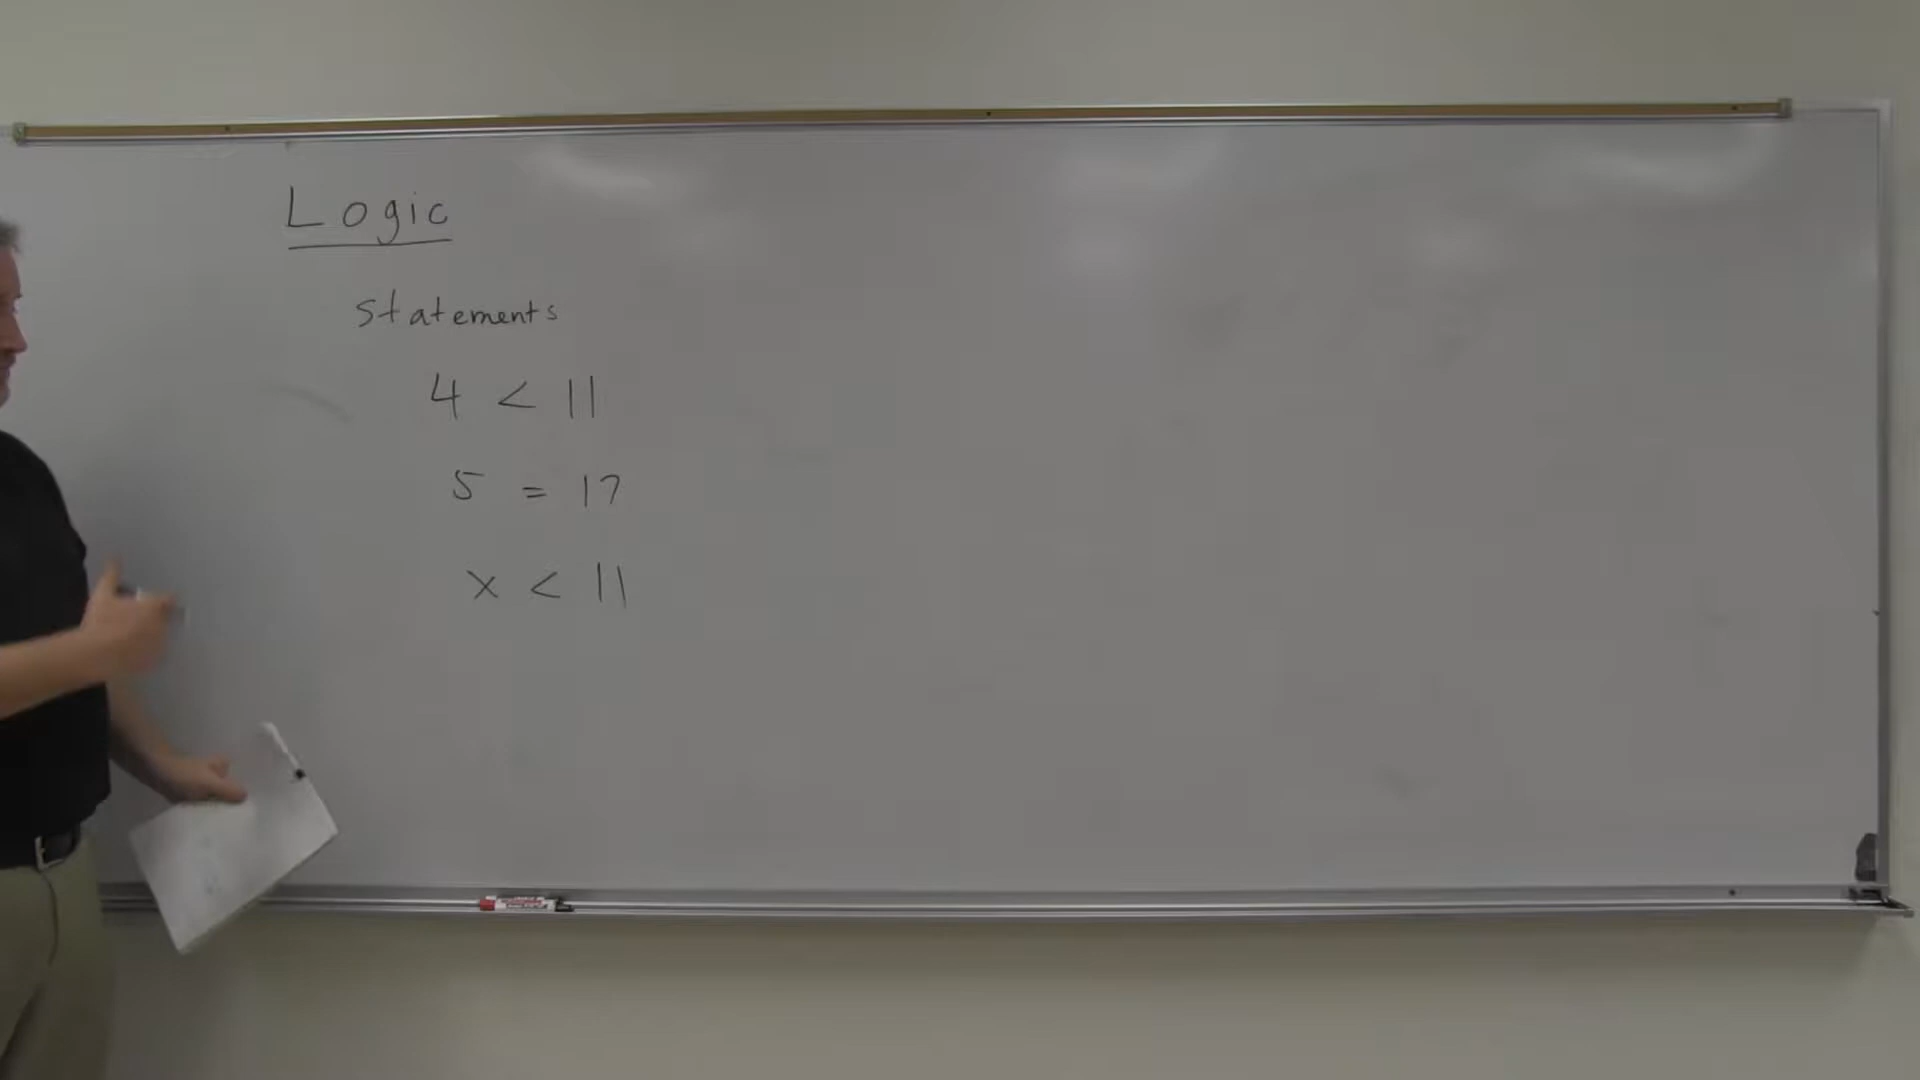 Logic
statements
4 < 11
5 = 17
x < 11